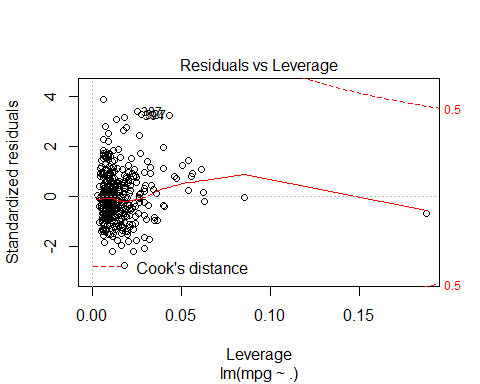 Residuals vs Leverage
Standardized residuals
4
2
0
-2
0.5
0.5
Cook's distance
0.00
0.05
0.10
0.15
Leverage
lm(mpg ~ .)